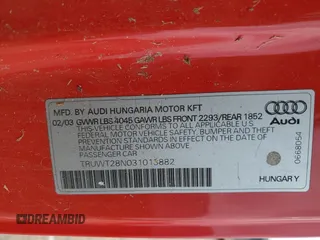 MFD. BY AUDI HUNGARIA MOTOR KFT
02/03 GVWR LBS 4045 GAWR LBS FRONT 2293/REAR 1852
THIS VEHICLE CONFORMS TO ALL APPLICABLE
FEDERAL MOTOR VEHICLE SAFETY, BUMPER, AND THEFT
PREVENTION STANDARDS IN EFFECT ON THE DATE OF
MANUFACTURE SHOWN ABOVE.
PASSENGER CAR
TRUWT28N031015882
Audi
0668054
HUNGARY
DREAMBID